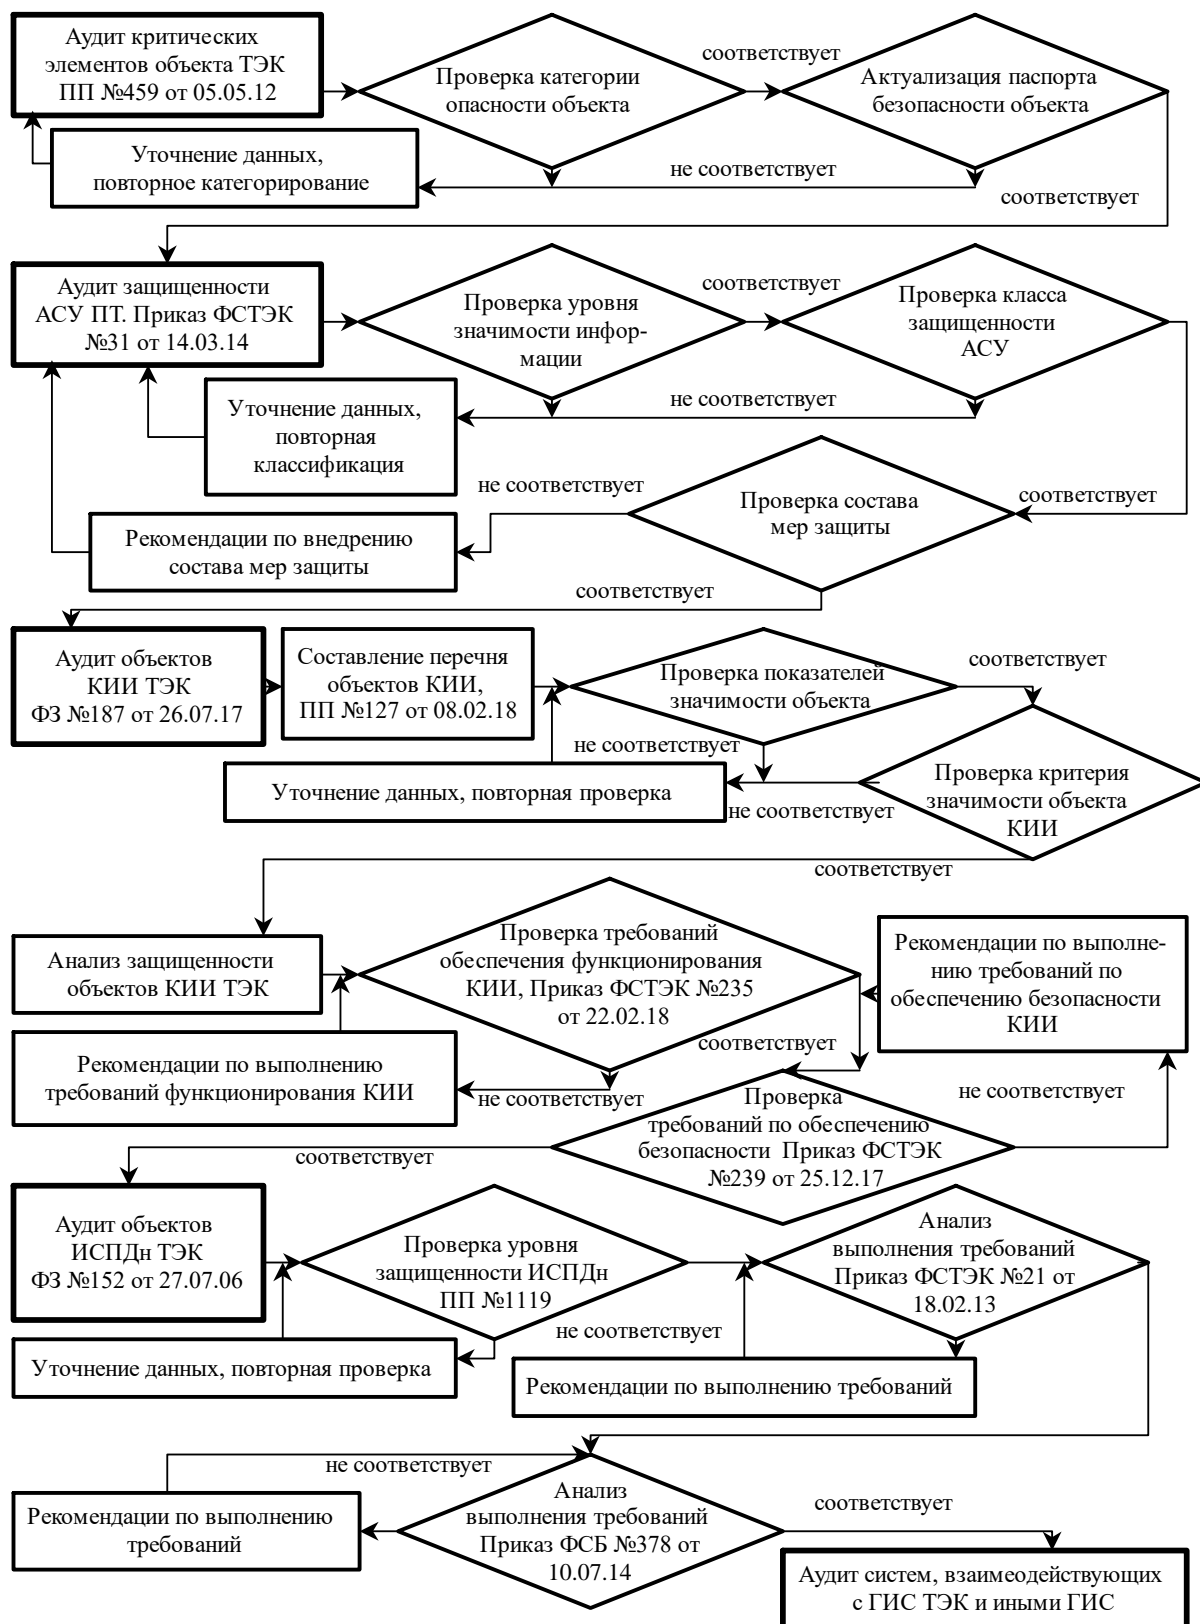 Аудит критических
элементов объекта ТЭК
ПП №459 от 05.05.12
Проверка категории
опасности объекта
соответствует
Актуализация паспорта
безопасности объекта
Уточнение данных,
повторное категорирование
не соответствует
соответствует
Аудит защищенности
АСУ ПТ. Приказ ФСТЭК
№31 от 14.03.14
Проверка уровня
значимости инфор-
мации
соответствует
Проверка класса
защищенности
АСУ
Уточнение данных,
повторная
классификация
не соответствует
не соответствует
Проверка состава
мер защиты
соответствует
Рекомендации по внедрению
состава мер защиты
соответствует
Аудит объектов
КИИ ТЭК
ФЗ №187 от 26.07.17
Составление перечня
объектов КИИ,
ПП №127 от 08.02.18
Проверка показателей
значимости объекта
соответствует
не соответствует
Уточнение данных, повторная проверка
не соответствует
Проверка критерия
значимости объекта
КИИ
соответствует
Анализ защищенности
объектов КИИ ТЭК
Проверка требований
обеспечения функционирования
КИИ, Приказ ФСТЭК №235
от 22.02.18
Рекомендации по выполне-
нию требований по
обеспечению безопасности
КИИ
соответствует
Рекомендации по выполнению
требований функционирования КИИ
не соответствует
не соответствует
Проверка
требований по обеспечению
безопасности Приказ ФСТЭК
№239 от 25.12.17
соответствует
Аудит объектов
ИСПДн ТЭК
ФЗ №152 от 27.07.06
Проверка уровня
защищенности ИСПДн
ПП №1119
Анализ
выполнения требований
Приказ ФСТЭК №21 от
18.02.13
не соответствует
Уточнение данных, повторная проверка
Рекомендации по выполнению требований
не соответствует
Рекомендации по выполнению
требований
Анализ
выполнения требований
Приказ ФСБ №378 от
10.07.14
соответствует
Аудит систем, взаимодействующих
с ГИС ТЭК и иными ГИС